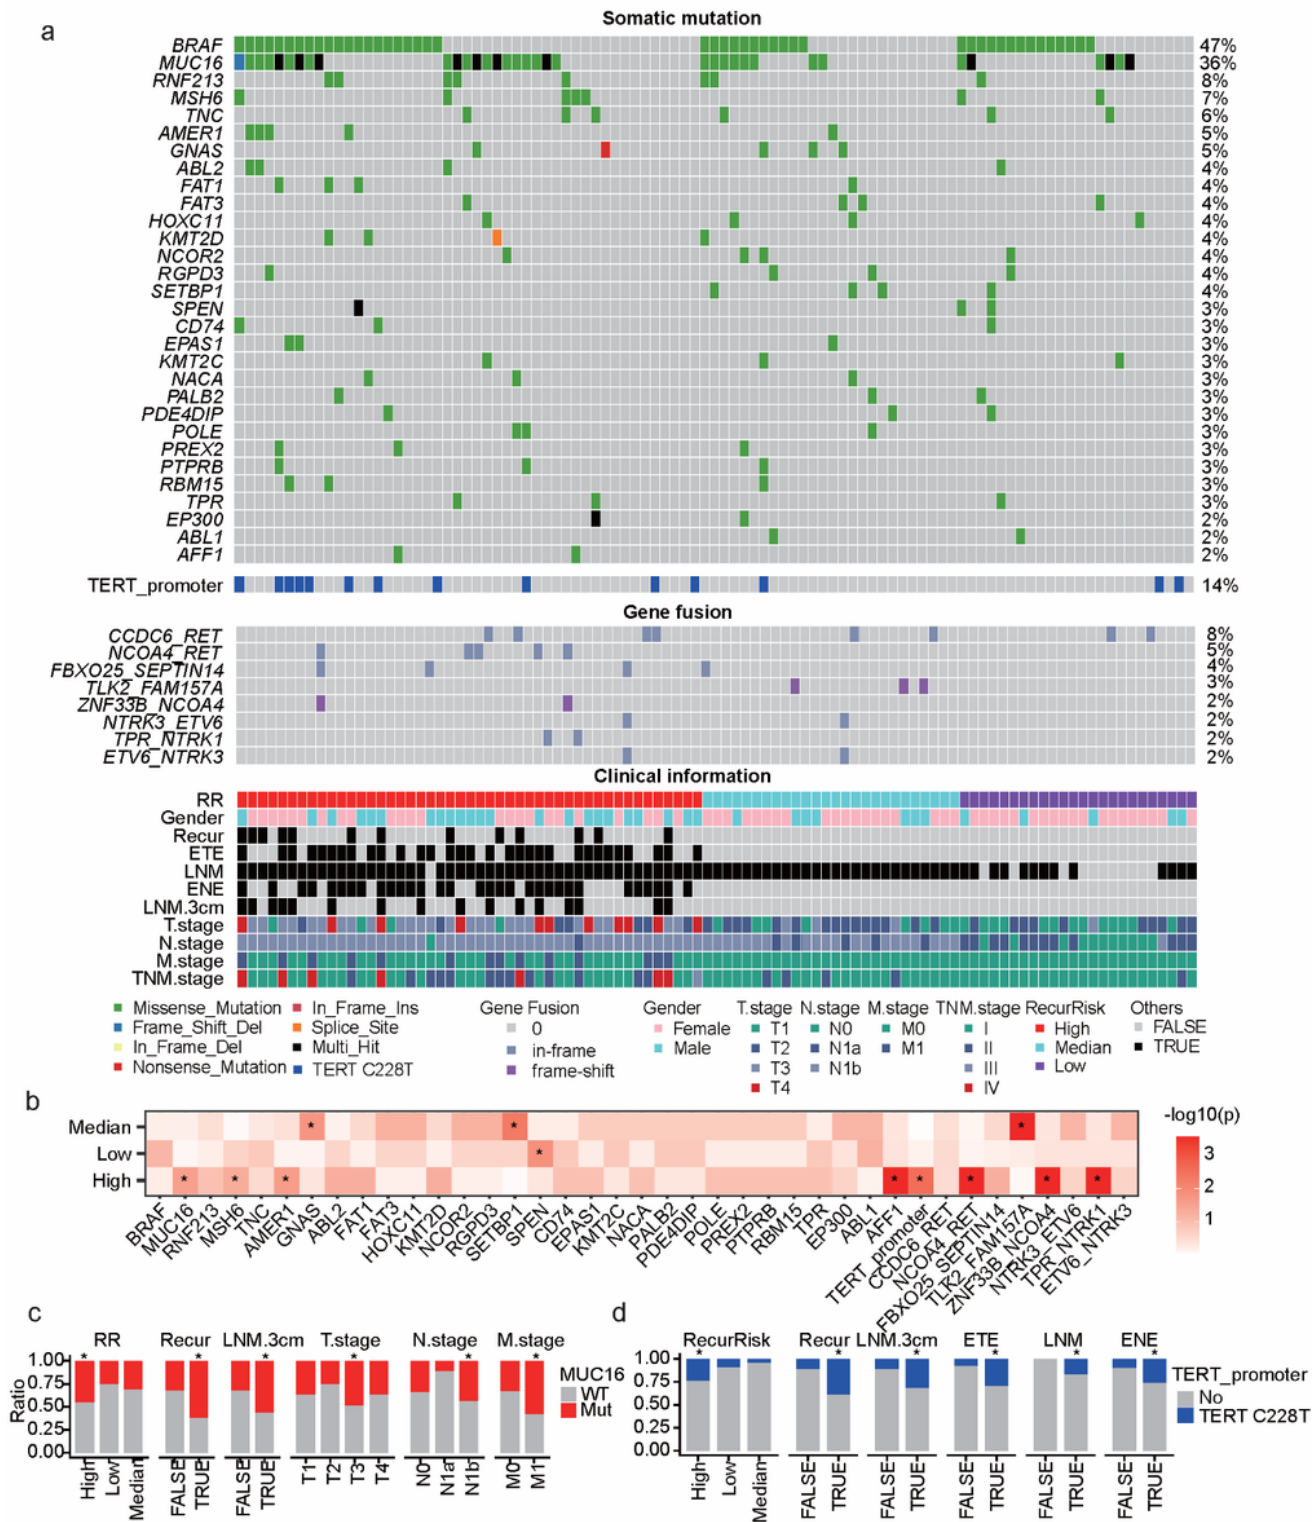 a
Somatic mutation
BRAF 47%
MUC16 36%
RNF213 8%
MSH6 7%
TNC 6%
AMER1 5%
GNAS 5%
ABL2 4%
FAT1 4%
FAT3 4%
HOXC11 4%
KMT2D 4%
NCOR2 4%
RGPD3 4%
SETBP1 4%
SPEN 3%
CD74 3%
EPAS1 3%
KMT2C 3%
NACA 3%
PALB2 3%
PDE4DIP 3%
POLE 3%
PREX2 3%
PTPRB 3%
RBM15 3%
TPR 3%
EP300 2%
ABL1 2%
AFF1 2%
TERT_promoter 14%
Gene fusion
CCDC6_RET 8%
NCOA4_RET 5%
FBXO25_SEPTIN14 4%
TLK2_FAM157A 3%
ZNF33B_NCOA4 2%
NTRK3_ETV6 2%
TPR_NTRK1 2%
ETV6_NTRK3 2%
Clinical information
RR
Gender
Recur
ETE
LNM
ENE
LNM.3cm
T.stage
N.stage
M.stage
TNM.stage
Missense_Mutation In_Frame_Ins Gene Fusion Gender T.stage N.stage M.stage TNM.stage RecurRisk Others
Frame_Shift_Del Splice_Site 0 Female T1 N0 M0 I High FALSE
In_Frame_Del Multi_Hit in-frame Male T2 N1a M1 II Median TRUE
Nonsense_Mutation TERT C228T frame-shift T3 N1b III Low
T4 IV
b
-log10(p)
Median * * *
Low *
High * * * * * * * *
3
2
1
BRAF MUC16 RNF213 MSH6 TNC AMER1 GNAS ABL2 FAT1 FAT3 HOXC11 KMT2D NCOR2 RGPD3 SETBP1 SPEN CD74 EPAS1 KMT2C NACA PALB2 PDE4DIP POLE PREX2 PTPRB RBM15 TPR EP300 ABL1 AFF1 TERT_promoter CCDC6_RET NCOA4_RET FBXO25_SEPTIN14 TLK2_FAM157A ZNF33B_NCOA4 NTRK3_ETV6 TPR_NTRK1 ETV6_NTRK3
c
RR Recur LNM.3cm T.stage N.stage M.stage
* * * * * *
Ratio
1.00
0.75
0.50
0.25
0.00
High Low Median FALSE TRUE FALSE TRUE T1 T2 T3 T4 N0 N1a N1b M0 M1
MUC16
WT
Mut
d
RecurRisk Recur LNM.3cm ETE LNM ENE
* * * * * *
1.00
0.75
0.50
0.25
0.00
High Low Median FALSE TRUE FALSE TRUE FALSE TRUE FALSE TRUE FALSE TRUE
TERT_promoter
No
TERT C228T